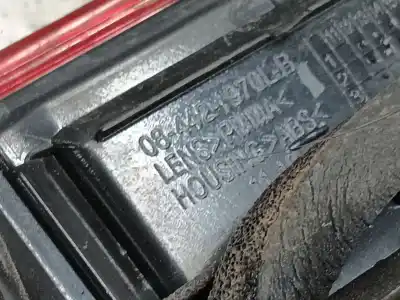 08-442-1970L-B
LENS>PMMA<
HOUSING>ABS<